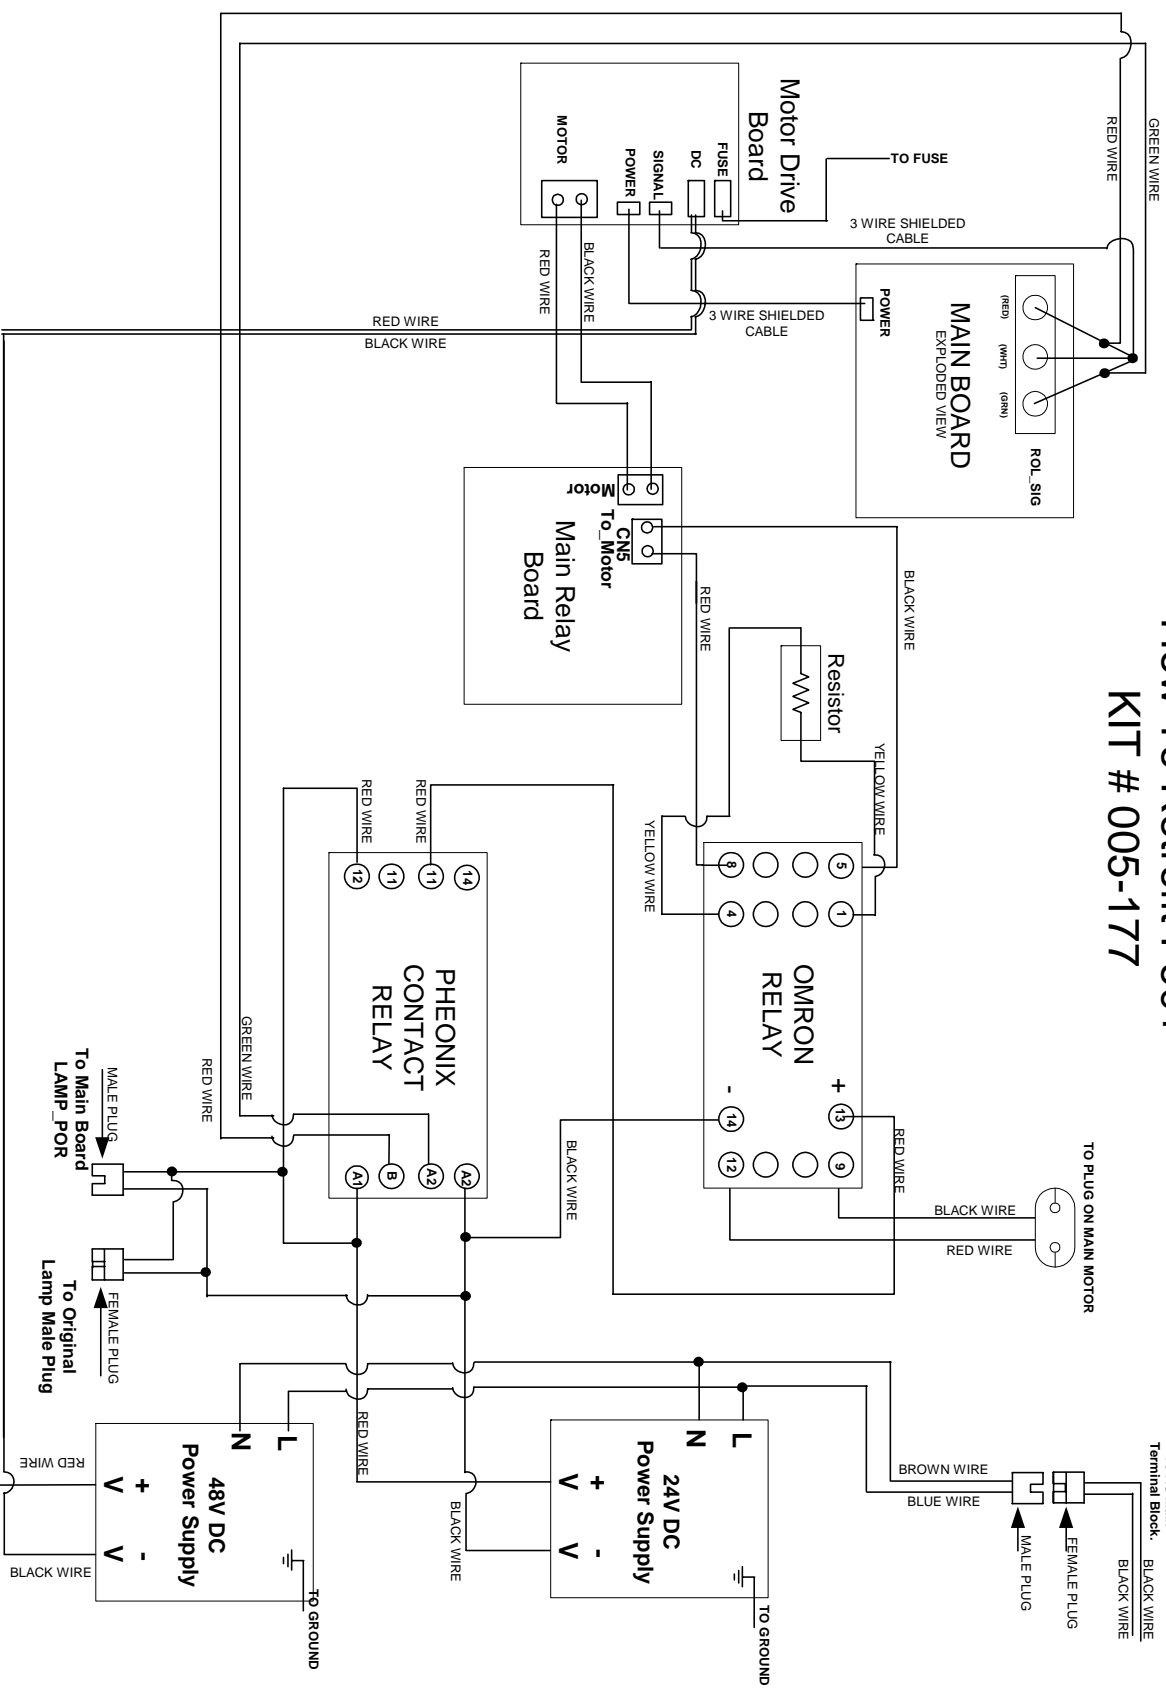 KIT # 005-177
GREEN WIRE
RED WIRE
Motor Drive
Board
FUSE
DC
SIGNAL
POWER
MOTOR
TO FUSE
3 WIRE SHIELDED
CABLE
3 WIRE SHIELDED
CABLE
BLACK WIRE
RED WIRE
RED WIRE
BLACK WIRE
ROL_SIG
(RED)
(WHT)
(GRN)
MAIN BOARD
EXPLODED VIEW
POWER
Motor
CN5
To_Motor
Main Relay
Board
BLACK WIRE
RED WIRE
Resistor
YELLOW WIRE
YELLOW WIRE
RED WIRE
RED WIRE
5
8
1
4
OMRON
RELAY
+
-
13
14
9
12
14
11
11
12
PHEONIX
CONTACT
RELAY
A2
A2
B
A1
GREEN WIRE
RED WIRE
BLACK WIRE
RED WIRE
BLACK WIRE
RED WIRE
TO PLUG ON MAIN MOTOR
MALE PLUG
To Main Board
LAMP_POR
FEMALE PLUG
To Original
Lamp Male Plug
Terminal Block.
BLACK WIRE
BLACK WIRE
FEMALE PLUG
MALE PLUG
BROWN WIRE
BLUE WIRE
L
N
24V DC
Power Supply
+
V
-
V
TO GROUND
RED WIRE
BLACK WIRE
L
N
48V DC
Power Supply
+
V
-
V
TO GROUND
RED WIRE
BLACK WIRE